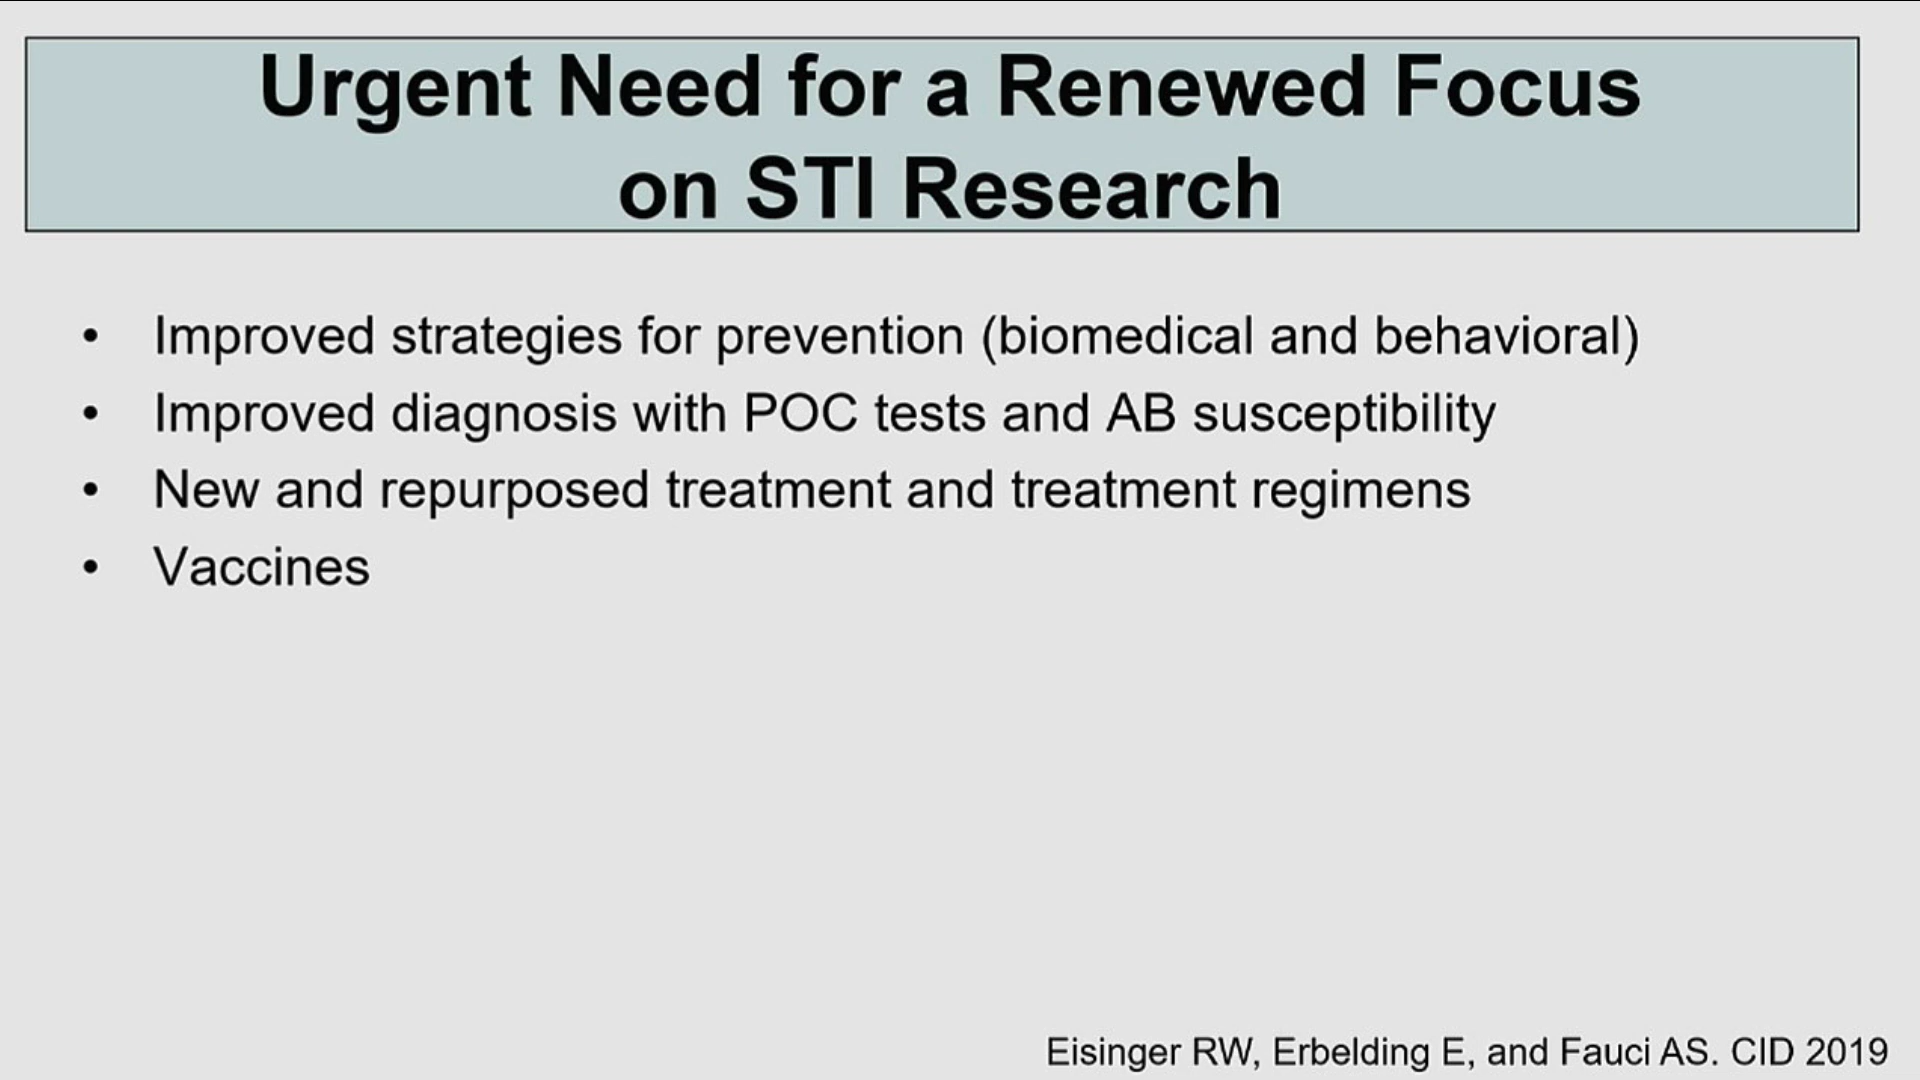 Urgent Need for a Renewed Focus
on STI Research
• Improved strategies for prevention (biomedical and behavioral)
• Improved diagnosis with POC tests and AB susceptibility
• New and repurposed treatment and treatment regimens
• Vaccines
Eisinger RW, Erbelding E, and Fauci AS. CID 2019